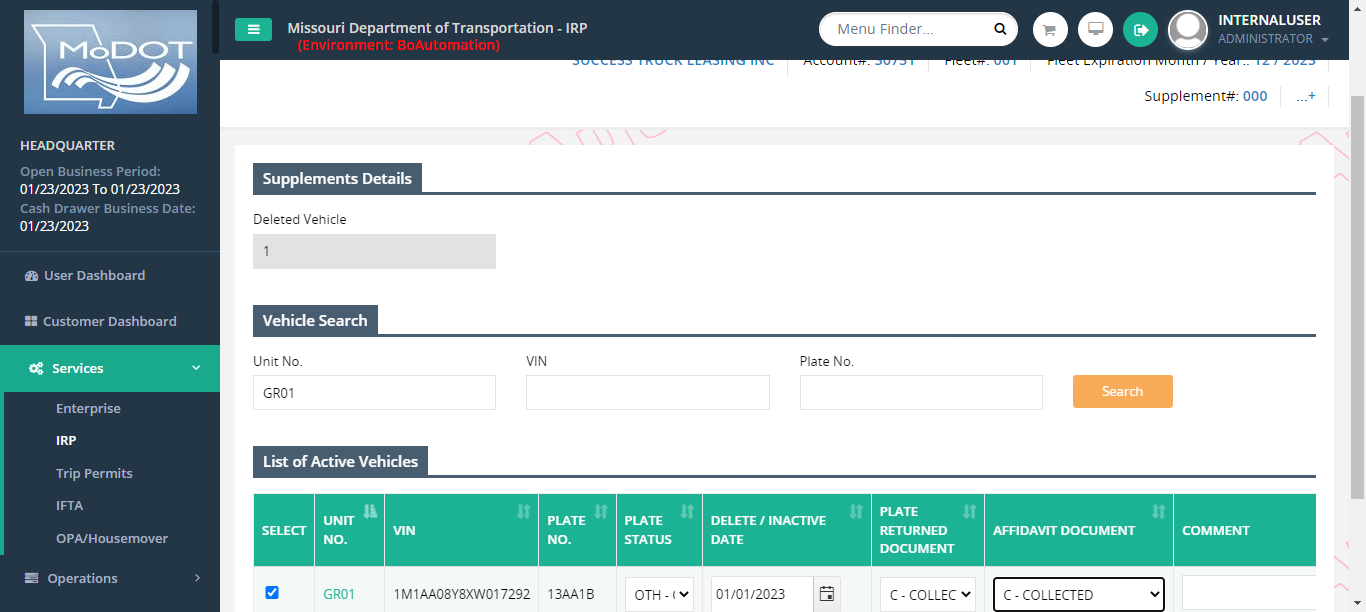 MoDOT
Missouri Department of Transportation - IRP
(Environment: BoAutomation)
Menu Finder...
INTERNALUSER
ADMINISTRATOR
SUCCESS TRUCK LEASING INC
Account#: 30731
Fleet#: 001
Fleet Expiration Month / Year.: 12 / 2023
Supplement#: 000
...+
HEADQUARTER
Open Business Period:
01/23/2023 To 01/23/2023
Cash Drawer Business Date:
01/23/2023
User Dashboard
Customer Dashboard
Services
Enterprise
IRP
Trip Permits
IFTA
OPA/Housemover
Operations
Supplements Details
Deleted Vehicle
1
Vehicle Search
Unit No.
VIN
Plate No.
GR01
Search
List of Active Vehicles
SELECT
UNIT
NO.
VIN
PLATE
NO.
PLATE
STATUS
DELETE / INACTIVE
DATE
PLATE
RETURNED
DOCUMENT
AFFIDAVIT DOCUMENT
COMMENT
GR01
1M1AA08Y8XW017292
13AA1B
OTH -
01/01/2023
C - COLLEC
C - COLLECTED